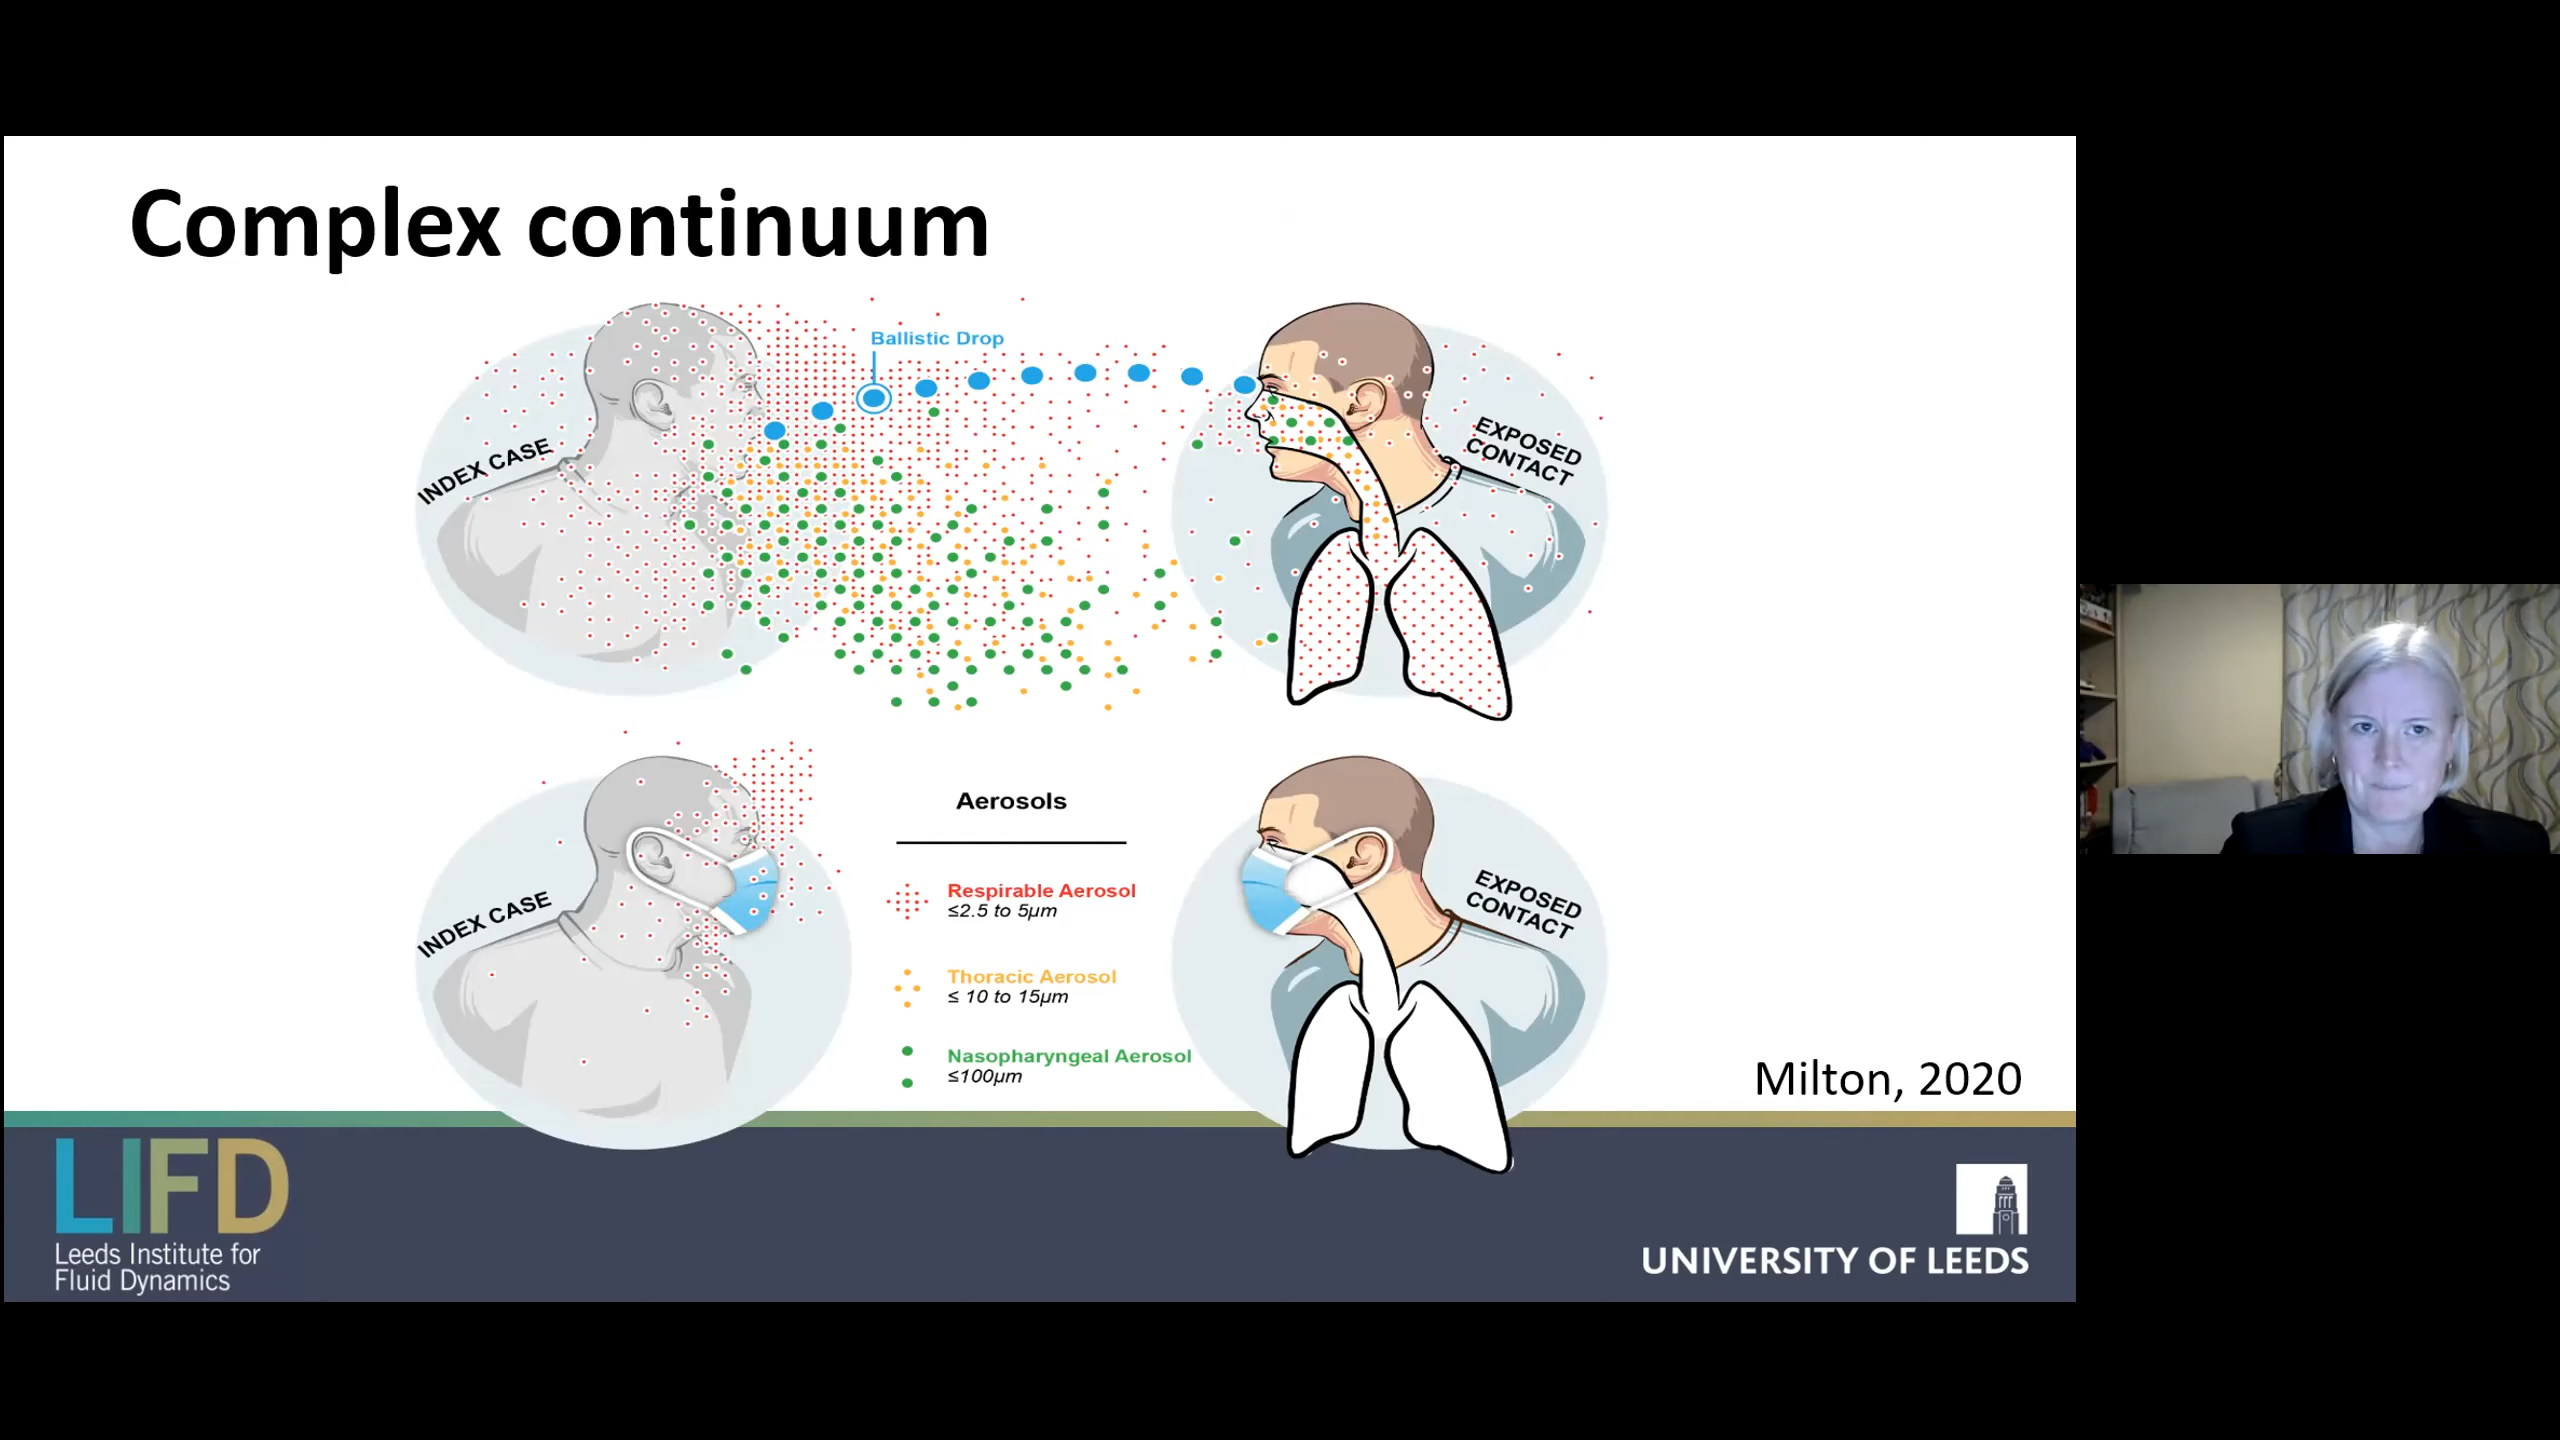 Complex continuum
Ballistic Drop
INDEX CASE
EXPOSED
CONTACT
Aerosols
Respirable Aerosol
≤2.5 to 5µm
Thoracic Aerosol
≤ 10 to 15µm
Nasopharyngeal Aerosol
≤100µm
INDEX CASE
EXPOSED
CONTACT
Milton, 2020
LIFD
Leeds Institute for
Fluid Dynamics
UNIVERSITY OF LEEDS